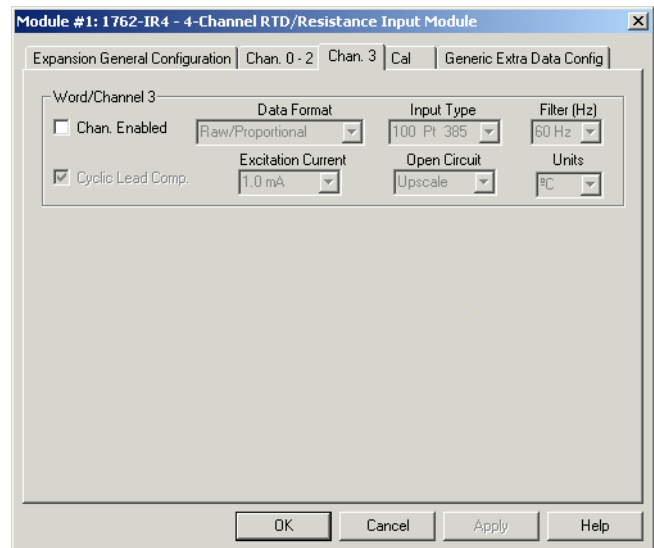 Module #1: 1762-IR4 - 4-Channel RTD/Resistance Input Module
Expansion General Configuration Chan. 0 - 2 Chan. 3 Cal Generic Extra Data Config
Word/Channel 3
Data Format Input Type Filter (Hz)
Chan. Enabled Raw/Proportional 100 Pt 385 60 Hz
Excitation Current Open Circuit Units
Cyclic Lead Comp. 1.0 mA Upscale ºC
OK Cancel Apply Help